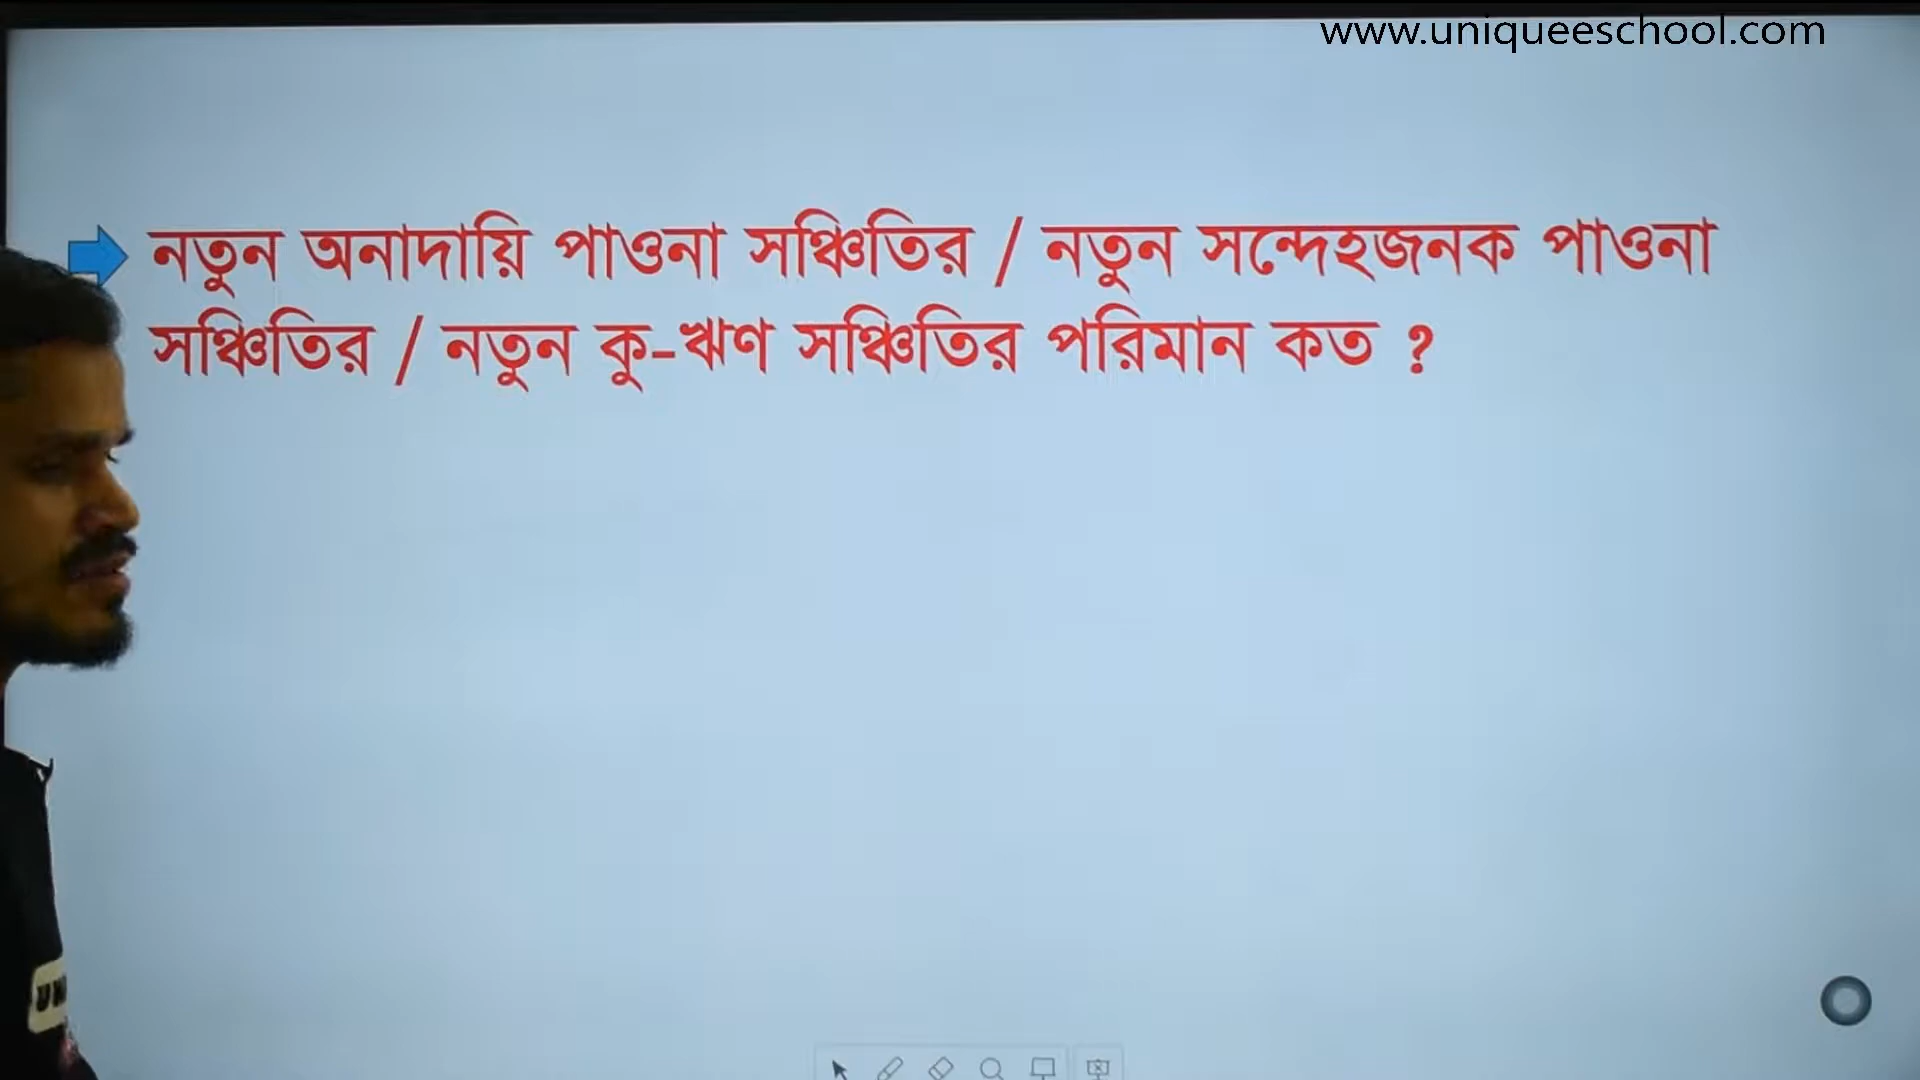 www.uniqueeschool.com
নতুন অনাদায়ি পাওনা সঞ্চিতির / নতুন সন্দেহজনক পাওনা
সঞ্চিতির / নতুন কু-ঋণ সঞ্চিতির পরিমান কত ?